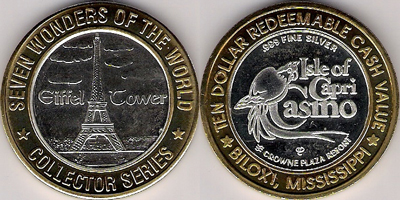 SEVEN WONDERS OF THE WORLD
Eiffel Tower
★ COLLECTOR SERIES ★
TEN DOLLAR REDEEMABLE CASH VALUE
.999 FINE SILVER
Isle of
Capri
Casino
CROWNE PLAZA RESORT
★ BILOXI, MISSISSIPPI ★